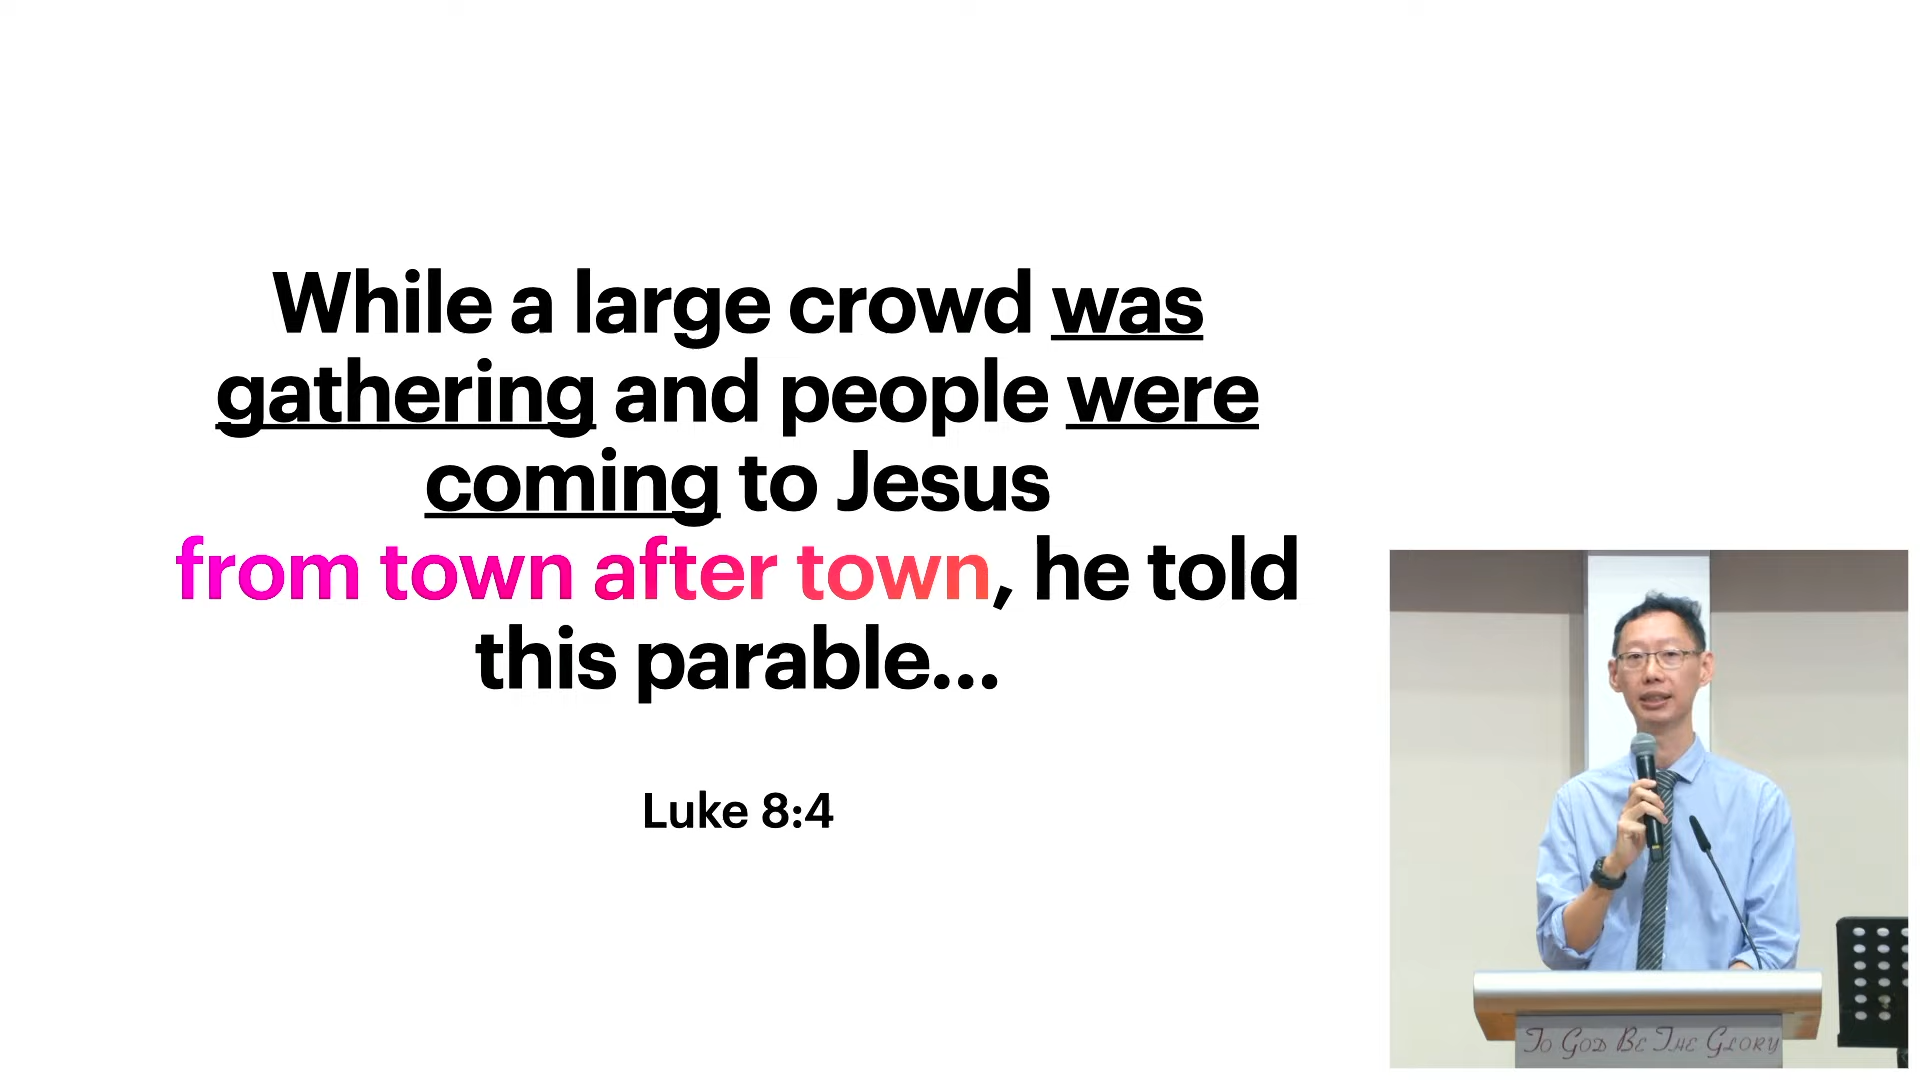 While a large crowd was
gathering and people were
coming to Jesus
from town after town, he told
this parable...
Luke 8:4
To God Be The Glory